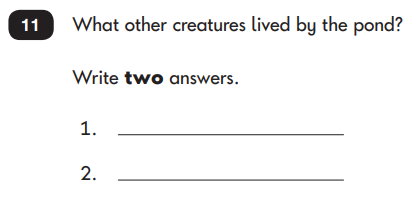 11 What other creatures lived by the pond?
Write two answers.
1.
2.